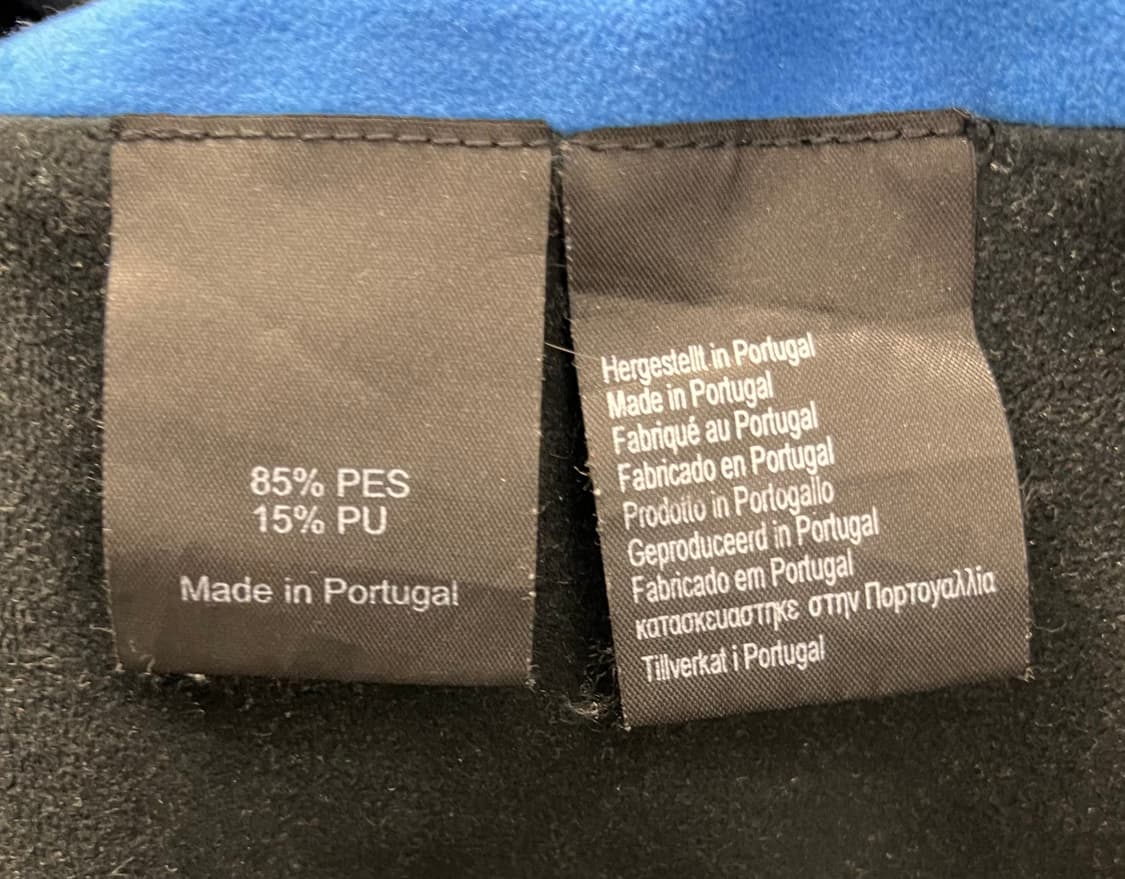 85% PES
15% PU
Made in Portugal
Hergestellt in Portugal
Made in Portugal
Fabriqué au Portugal
Fabricado en Portugal
Prodotto in Portogallo
Geproduceerd in Portugal
Fabricado em Portugal
κατασκευαστηκε στην Πορτογαλλία
Tillverkat i Portugal